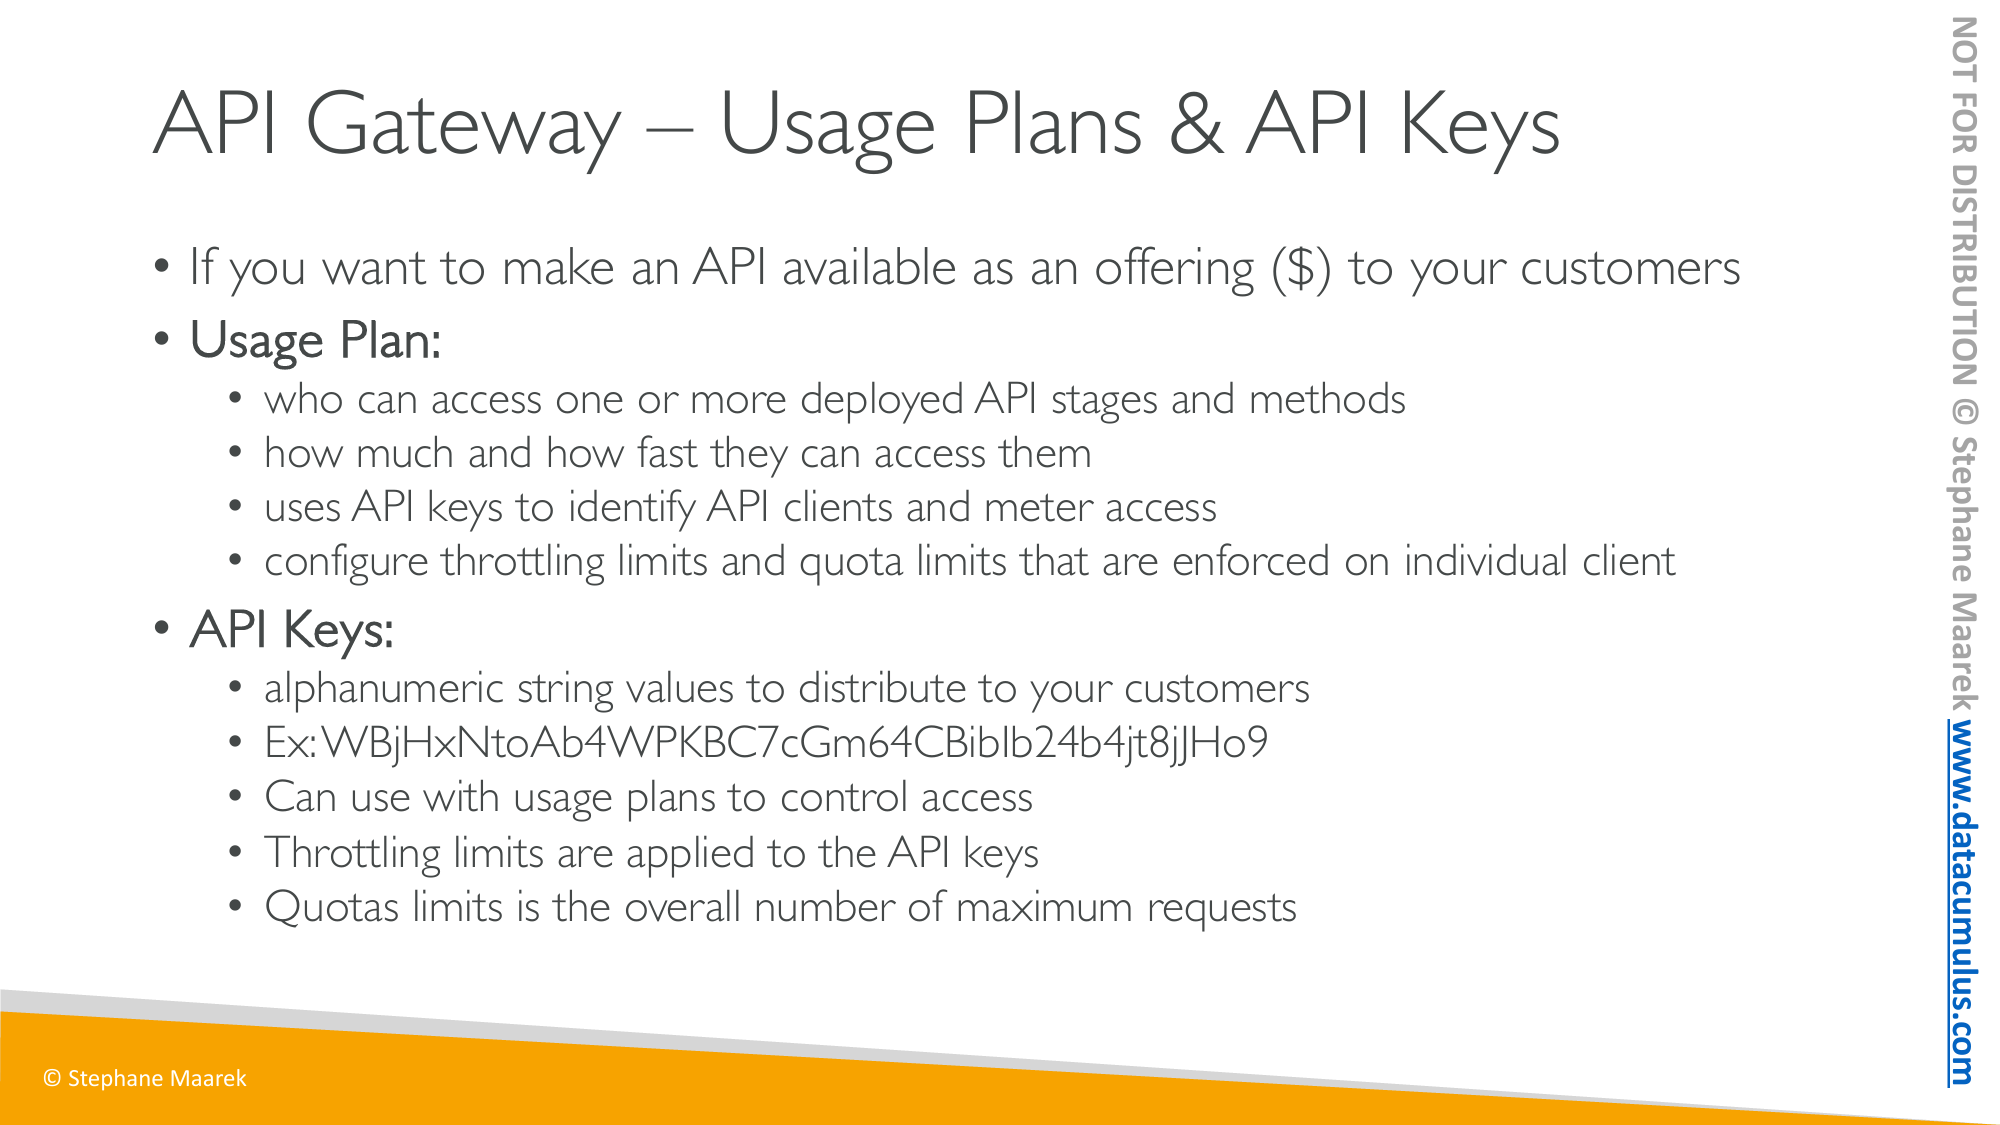 API Gateway – Usage Plans & API Keys
• If you want to make an API available as an offering ($) to your customers
• Usage Plan:
• who can access one or more deployed API stages and methods
• how much and how fast they can access them
• uses API keys to identify API clients and meter access
• configure throttling limits and quota limits that are enforced on individual client
• API Keys:
• alphanumeric string values to distribute to your customers
• Ex: WBjHxNtoAb4WPKBC7cGm64CBibIb24b4jt8jJHo9
• Can use with usage plans to control access
• Throttling limits are applied to the API keys
• Quotas limits is the overall number of maximum requests
© Stephane Maarek
NOT FOR DISTRIBUTION © Stephane Maarek www.datacumulus.com